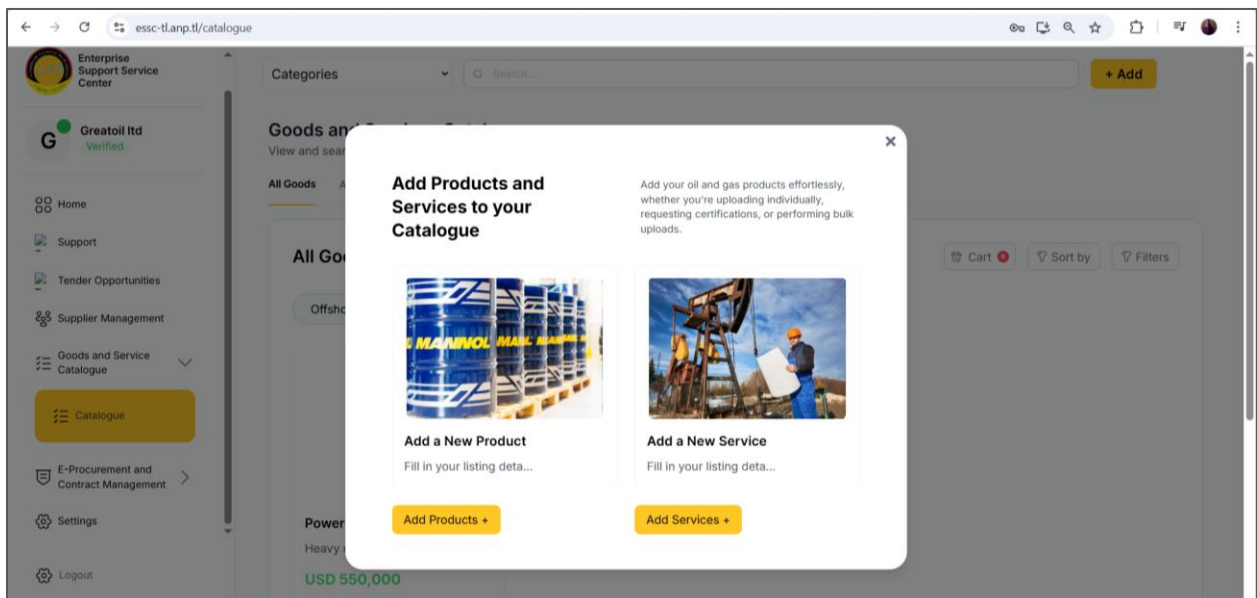 essc-tl.anp.tl/catalogue
Enterprise
Support Service
Center
G
Greatoil ltd
Verified
Home
Support
Tender Opportunities
Supplier Management
Goods and Service
Catalogue
Catalogue
E-Procurement and
Contract Management
Settings
Logout
Categories
Search...
+ Add
Goods an
View and sear
All Goods A
All Goo
Cart
Sort by
Filters
Offsho
Power
Heavy
USD 550,000
Add Products and
Services to your
Catalogue
Add your oil and gas products effortlessly,
whether you're uploading individually,
requesting certifications, or performing bulk
uploads.
MANNOL
Add a New Product
Fill in your listing deta...
Add Products +
Add a New Service
Fill in your listing deta...
Add Services +